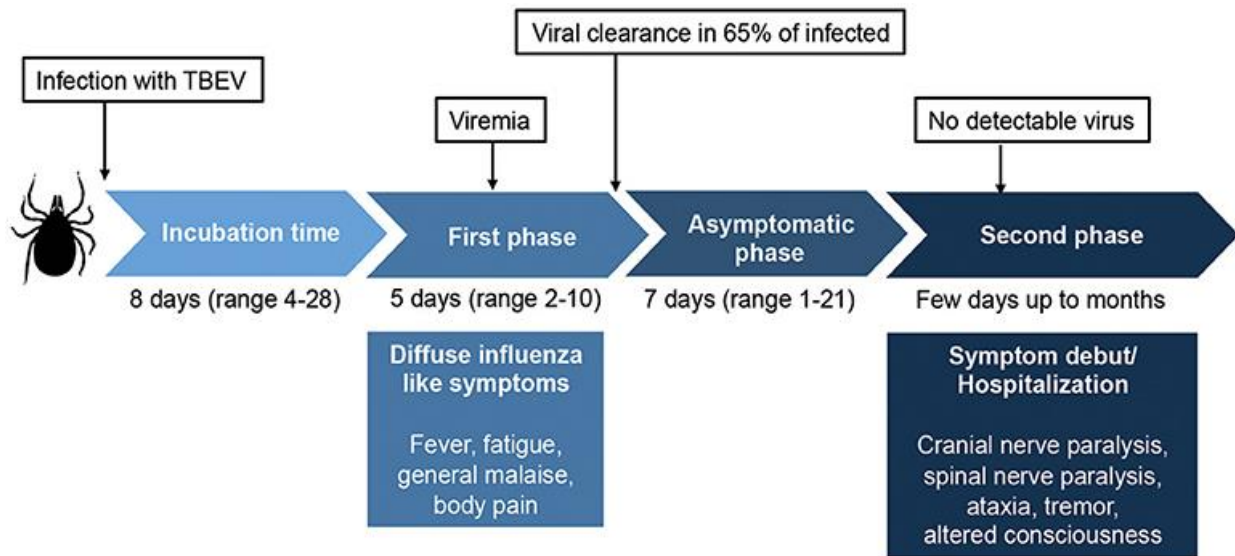 Viral clearance in 65% of infected
Infection with TBEV
Viremia
No detectable virus
Incubation time
First phase
Asymptomatic
phase
Second phase
8 days (range 4-28)
5 days (range 2-10)
7 days (range 1-21)
Few days up to months
Diffuse influenza
like symptoms
Fever, fatigue,
general malaise,
body pain
Symptom debut/
Hospitalization
Cranial nerve paralysis,
spinal nerve paralysis,
ataxia, tremor,
altered consciousness